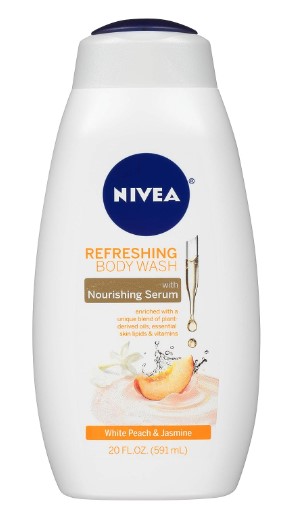 NIVEA®
REFRESHING
BODY WASH
with
Nourishing Serum
enriched with a
unique blend of plant-
derived oils, essential
skin lipids & vitamins
White Peach & Jasmine
20 FL.OZ. (591 mL)